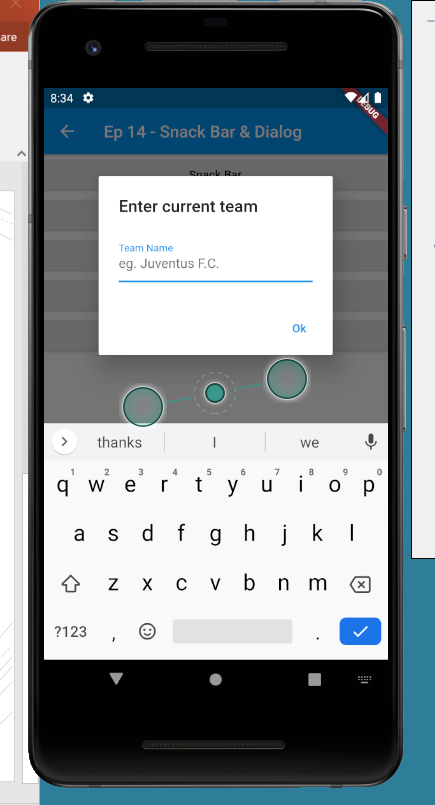 are
8:34
DEBUG
Ep 14 - Snack Bar & Dialog
Snack Bar
Enter current team
Team Name
eg. Juventus F.C.
Ok
thanks I we
1 2 3 4 5 6 7 8 9 0
q w e r t y u i o p
a s d f g h j k l
z x c v b n m
?123 , .